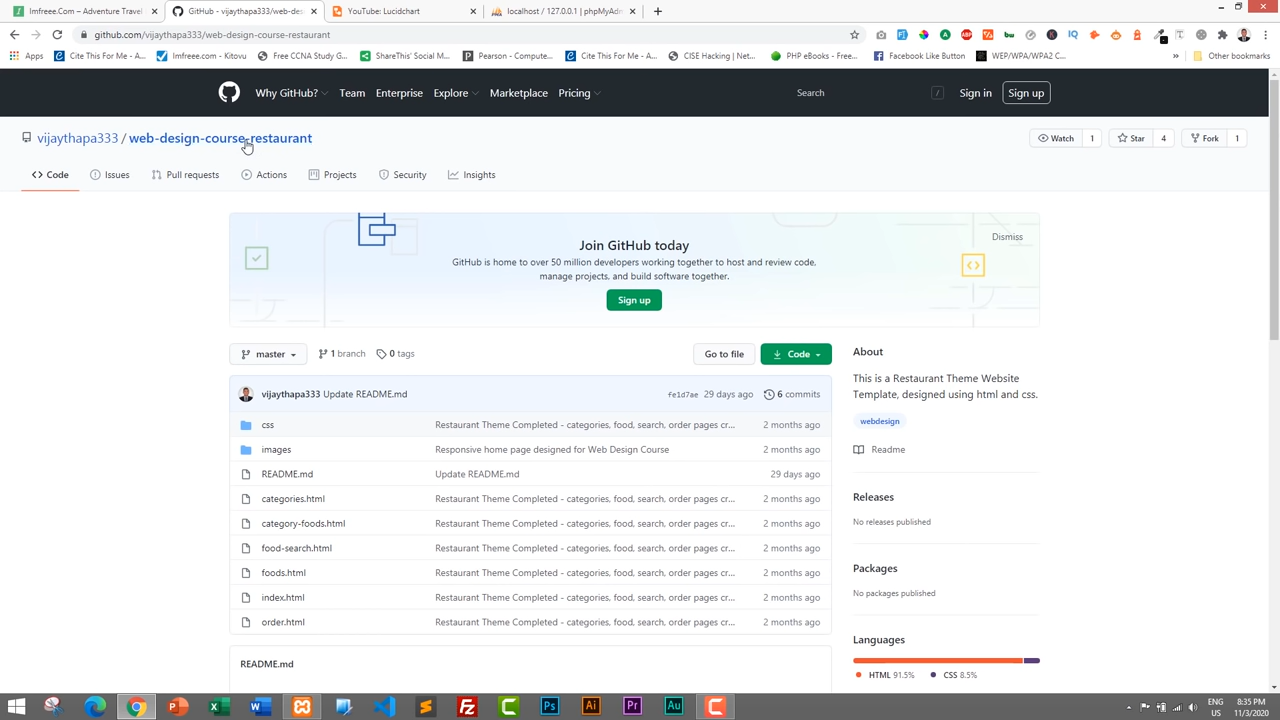 Imfreee.Com – Adventure Travel
GitHub - vijaythapa333/web-des
YouTube: Lucidchart
localhost / 127.0.0.1 | phpMyAdm
github.com/vijaythapa333/web-design-course-restaurant
Apps
Cite This For Me - A...
Imfreee.com - Kitovu
Free CCNA Study G...
ShareThis' Social M...
Pearson - Compute...
Cite This For Me - A...
CISE Hacking | Net...
PHP eBooks - Free...
Facebook Like Button
WEP/WPA/WPA2 C...
»
Other bookmarks
Why GitHub?
Team
Enterprise
Explore
Marketplace
Pricing
Search
/
Sign in
Sign up
vijaythapa333 / web-design-course-restaurant
Watch 1
Star 4
Fork 1
Code
Issues
Pull requests
Actions
Projects
Security
Insights
Join GitHub today
Dismiss
GitHub is home to over 50 million developers working together to host and review code,
manage projects, and build software together.
Sign up
master
1 branch
0 tags
Go to file
Code
vijaythapa333 Update README.md
fe1d7ae 29 days ago
6 commits
css Restaurant Theme Completed - categories, food, search, order pages cr... 2 months ago
images Responsive home page designed for Web Design Course 2 months ago
README.md Update README.md 29 days ago
categories.html Restaurant Theme Completed - categories, food, search, order pages cr... 2 months ago
category-foods.html Restaurant Theme Completed - categories, food, search, order pages cr... 2 months ago
food-search.html Restaurant Theme Completed - categories, food, search, order pages cr... 2 months ago
foods.html Restaurant Theme Completed - categories, food, search, order pages cr... 2 months ago
index.html Restaurant Theme Completed - categories, food, search, order pages cr... 2 months ago
order.html Restaurant Theme Completed - categories, food, search, order pages cr... 2 months ago
README.md
About
This is a Restaurant Theme Website
Template, designed using html and css.
webdesign
Readme
Releases
No releases published
Packages
No packages published
Languages
HTML 91.5%
CSS 8.5%
ENG
US
8:35 PM
11/3/2020